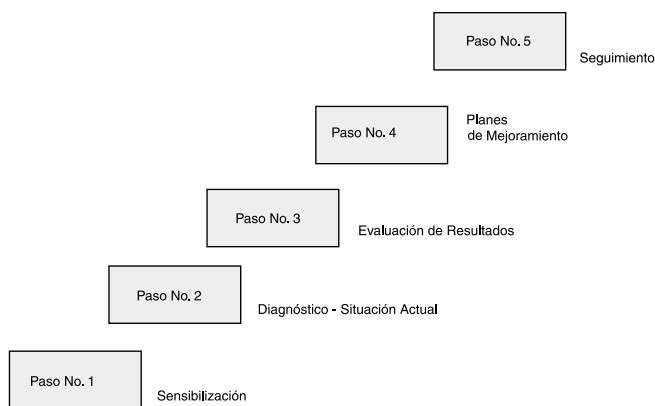 Paso No. 5
Seguimiento
Paso No. 4
Planes
de Mejoramiento
Paso No. 3
Evaluación de Resultados
Paso No. 2
Diagnóstico - Situación Actual
Paso No. 1
Sensibilización